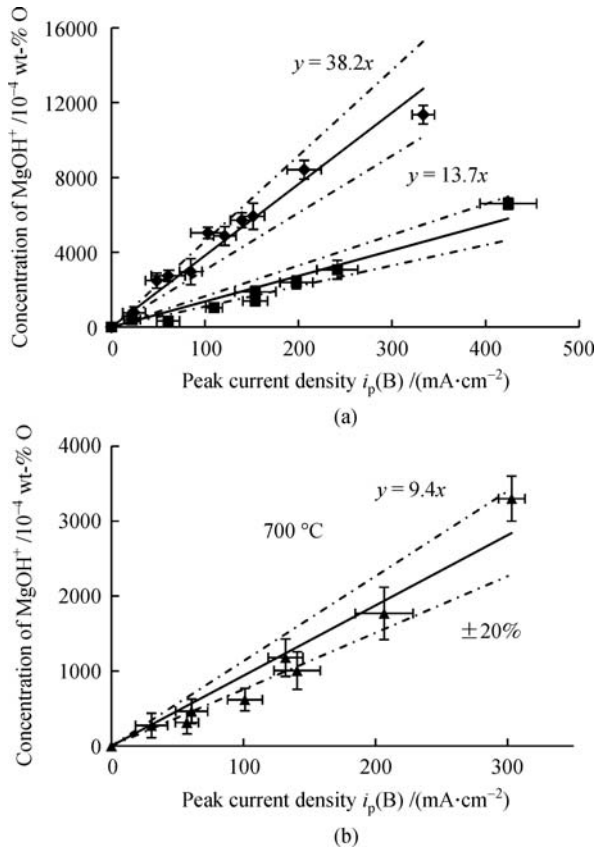 16000
12000
8000
4000
0
Concentration of MgOH⁺ /10⁻⁴ wt-% O
y = 38.2x
y = 13.7x
0 100 200 300 400 500
Peak current density iₚ(B) /(mA·cm⁻²)
(a)
4000
3000
2000
1000
0
Concentration of MgOH⁺ /10⁻⁴ wt-% O
y = 9.4x
700 °C
±20%
0 100 200 300
Peak current density iₚ(B) /(mA·cm⁻²)
(b)